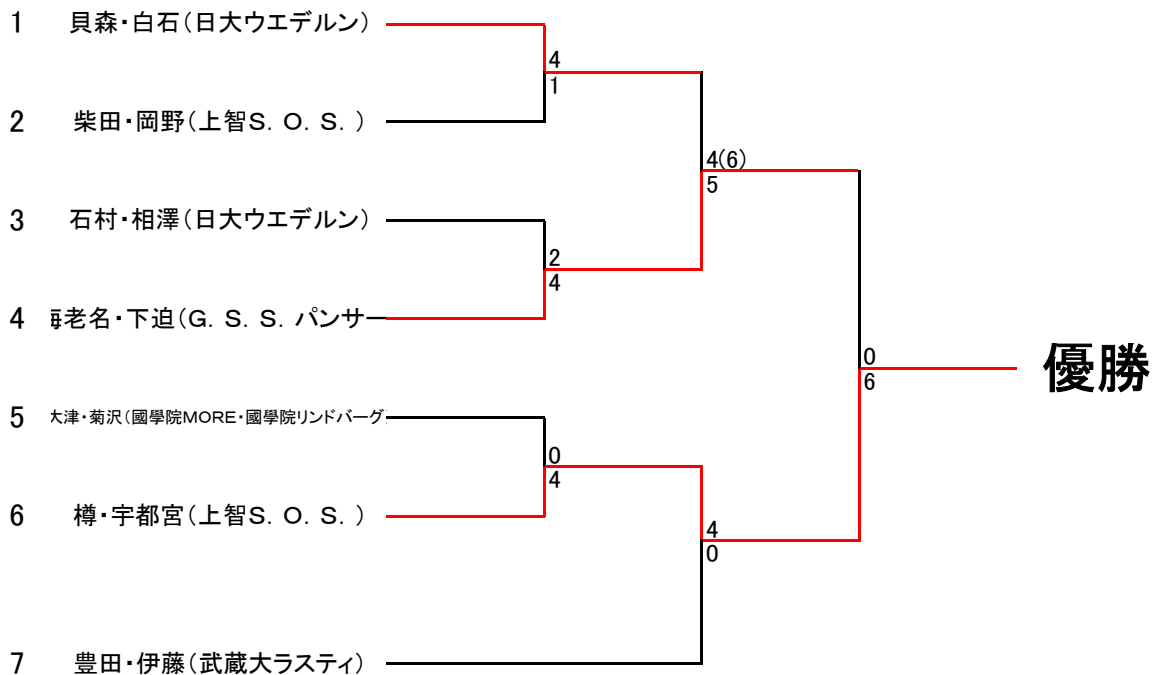 1 貝森・白石(日大ウエデルン)
4
1
2 柴田・岡野(上智S. O. S. )
4(6)
5
3 石村・相澤(日大ウエデルン)
2
4
4 海老名・下迫(G. S. S. パンサー
0
6
優勝
5 大津・菊沢(國學院MORE・國學院リンドバーグ
0
4
6 樽・宇都宮(上智S. O. S. )
4
0
7 豊田・伊藤(武蔵大ラスティ)